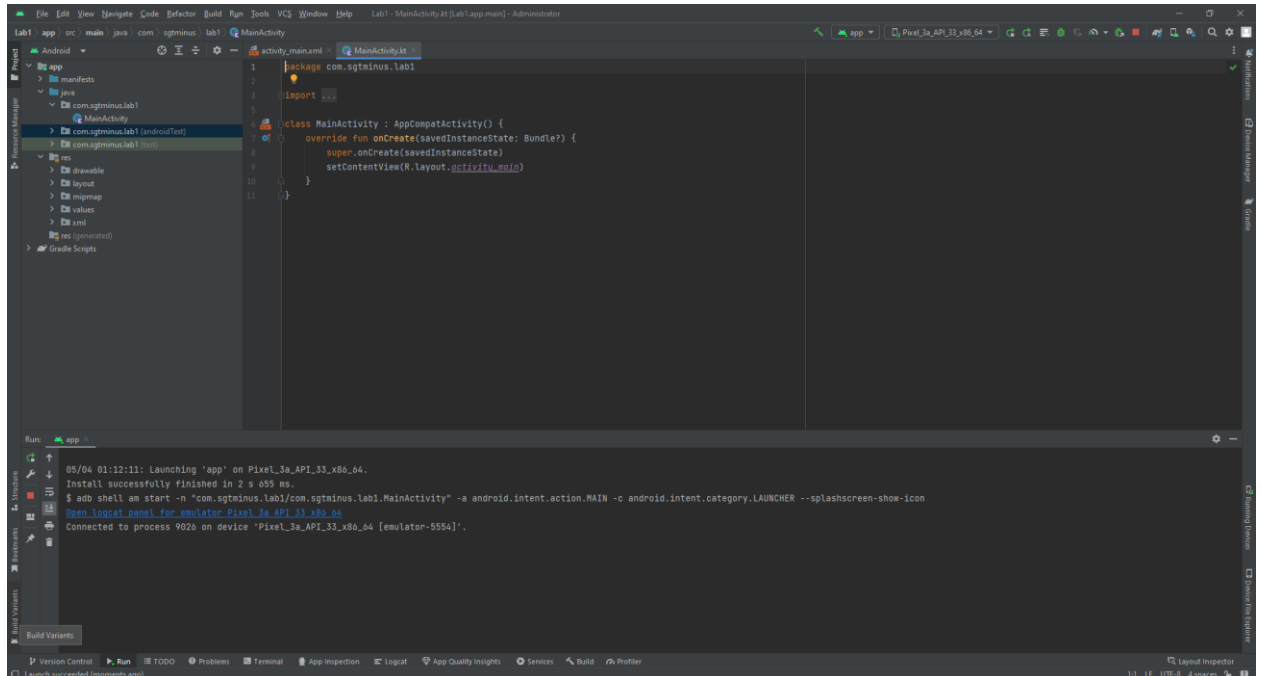 File Edit View Navigate Code Refactor Build Run Tools VCS Window Help Lab1 - MainActivity.kt [Lab1.app.main] - Administrator
Lab1 app src main java com sgtminus lab1 MainActivity
app Pixel_3a_API_33_x86_64
Android
activity_main.xml MainActivity.kt
Project
Resource Manager
app
manifests
java
com.sgtminus.lab1
MainActivity
com.sgtminus.lab1 (androidTest)
com.sgtminus.lab1 (test)
res
drawable
layout
mipmap
values
xml
res (generated)
Gradle Scripts
1 package com.sgtminus.lab1
2
3 import ...
5
6 class MainActivity : AppCompatActivity() {
7 override fun onCreate(savedInstanceState: Bundle?) {
8 super.onCreate(savedInstanceState)
9 setContentView(R.layout.activity_main)
10 }
11 }
Notifications
Device Manager
Gradle
Run: app
05/04 01:12:11: Launching 'app' on Pixel_3a_API_33_x86_64.
Install successfully finished in 2 s 655 ms.
$ adb shell am start -n "com.sgtminus.lab1/com.sgtminus.lab1.MainActivity" -a android.intent.action.MAIN -c android.intent.category.LAUNCHER --splashscreen-show-icon
Open logcat panel for emulator Pixel 3a API 33 x86 64
Connected to process 9026 on device 'Pixel_3a_API_33_x86_64 [emulator-5554]'.
Structure
Bookmarks
Build Variants
Build Variants
Running Devices
Device File Explorer
Version Control Run TODO Problems Terminal App Inspection Logcat App Quality Insights Services Build Profiler Layout Inspector
Launch succeeded (moments ago) 1:1 LF UTF-8 4 spaces